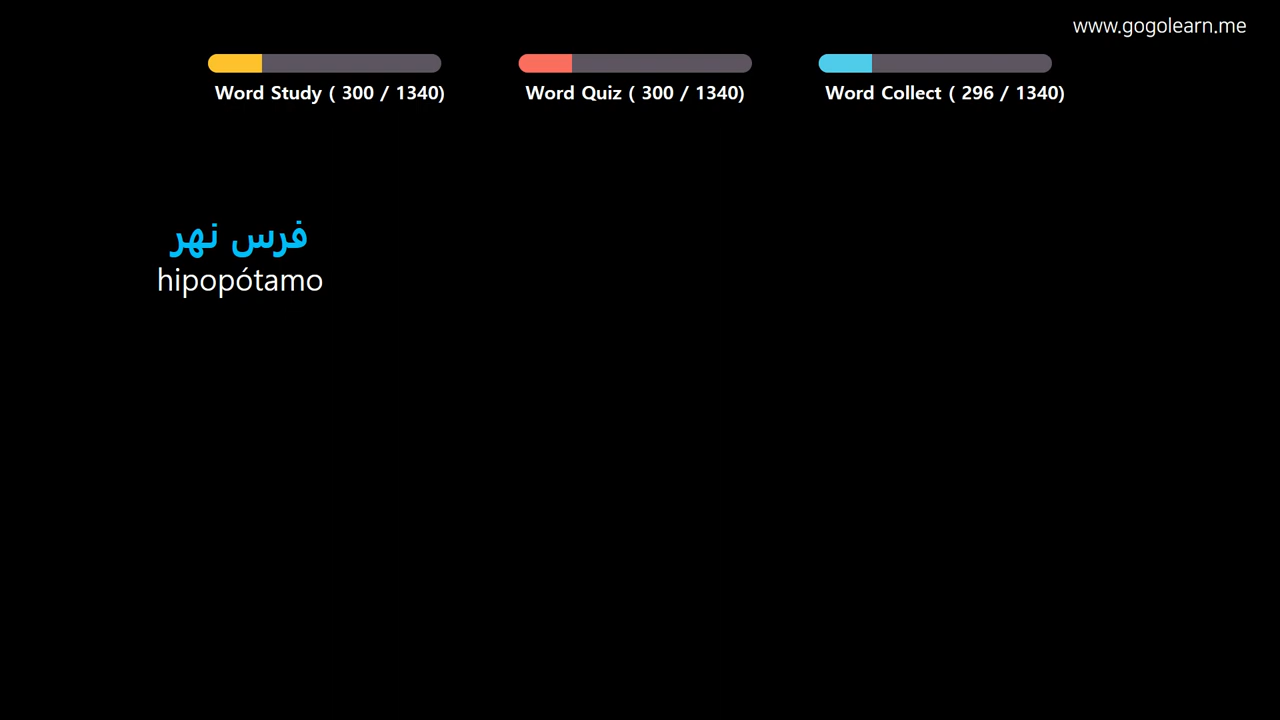 www.gogolearn.me
Word Study ( 300 / 1340)
Word Quiz ( 300 / 1340)
Word Collect ( 296 / 1340)
فرس نهر
hipopótamo